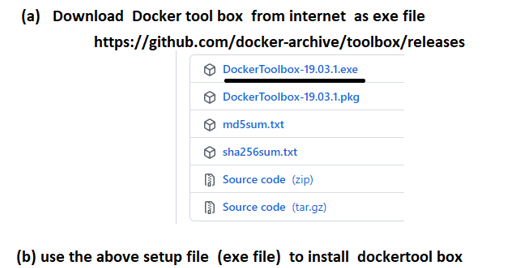 (a) Download Docker tool box from internet as exe file
https://github.com/docker-archive/toolbox/releases
DockerToolbox-19.03.1.exe
DockerToolbox-19.03.1.pkg
md5sum.txt
sha256sum.txt
Source code (zip)
Source code (tar.gz)
(b) use the above setup file (exe file) to install dockertool box